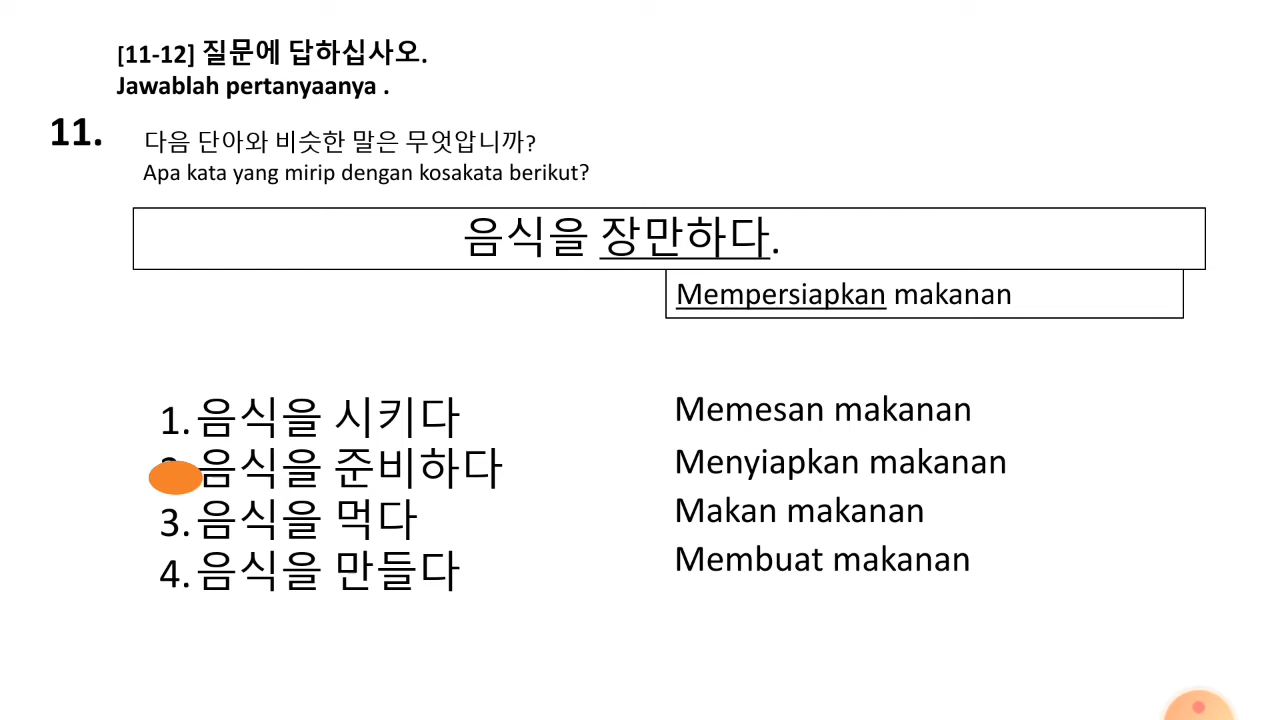 [11-12] 질문에 답하십사오.
Jawablah pertanyaanya .
11. 다음 단아와 비슷한 말은 무엇압니까?
Apa kata yang mirip dengan kosakata berikut?
음식을 장만하다.
Mempersiapkan makanan
1. 음식을 시키다 Memesan makanan
음식을 준비하다 Menyiapkan makanan
3. 음식을 먹다 Makan makanan
4. 음식을 만들다 Membuat makanan